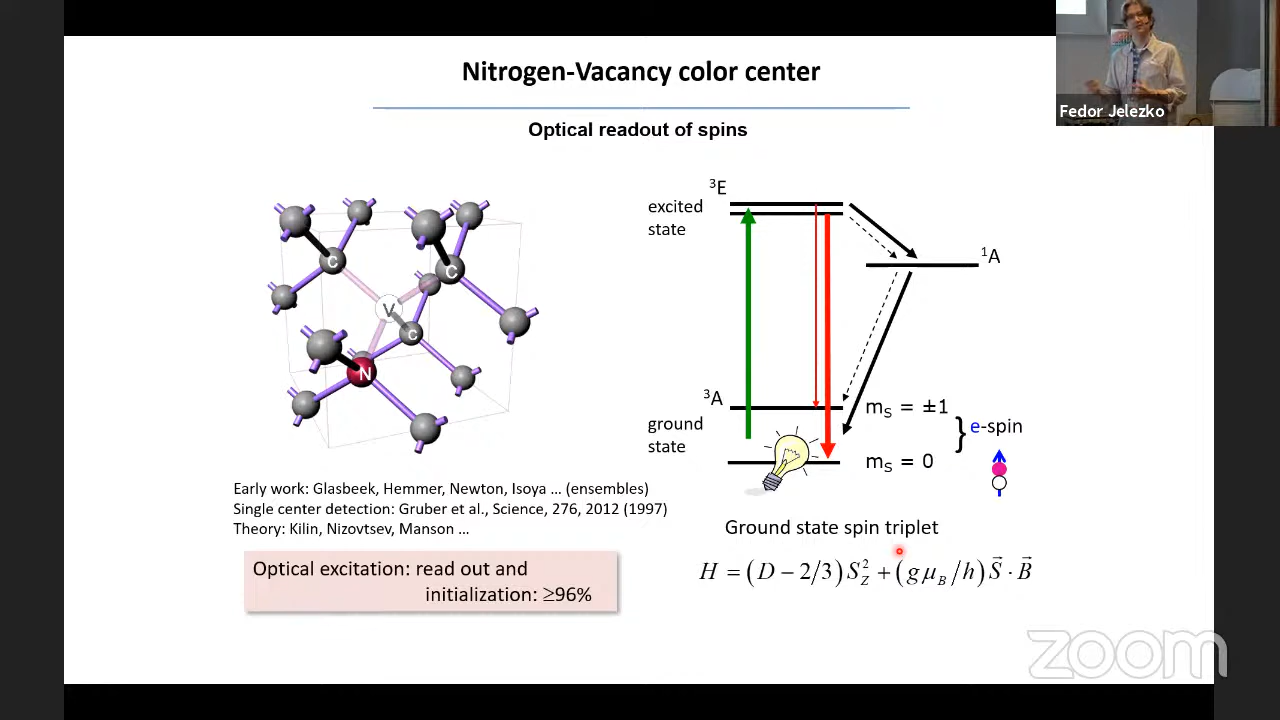 Nitrogen-Vacancy color center
Fedor Jelezko
Optical readout of spins
C
C
V
C
N
³E
excited
state
¹A
³A
ground
state
mₛ = ±1
e-spin
mₛ = 0
Early work: Glasbeek, Hemmer, Newton, Isoya ... (ensembles)
Single center detection: Gruber et al., Science, 276, 2012 (1997)
Theory: Kilin, Nizovtsev, Manson ...
Optical excitation: read out and
initialization: ≥96%
Ground state spin triplet
H = (D − 2/3) S_Z² + (g μ_B / h) S⃗ · B⃗
zoom